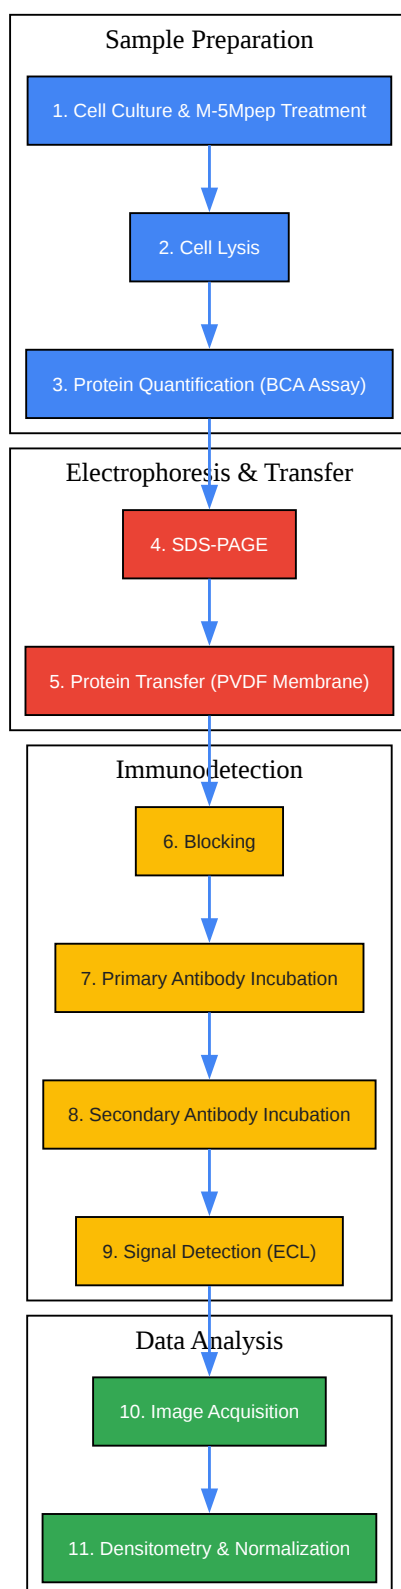 Sample Preparation
1. Cell Culture & M-5Mpep Treatment
2. Cell Lysis
3. Protein Quantification (BCA Assay)
Electrophoresis & Transfer
4. SDS-PAGE
5. Protein Transfer (PVDF Membrane)
Immunodetection
6. Blocking
7. Primary Antibody Incubation
8. Secondary Antibody Incubation
9. Signal Detection (ECL)
Data Analysis
10. Image Acquisition
11. Densitometry & Normalization